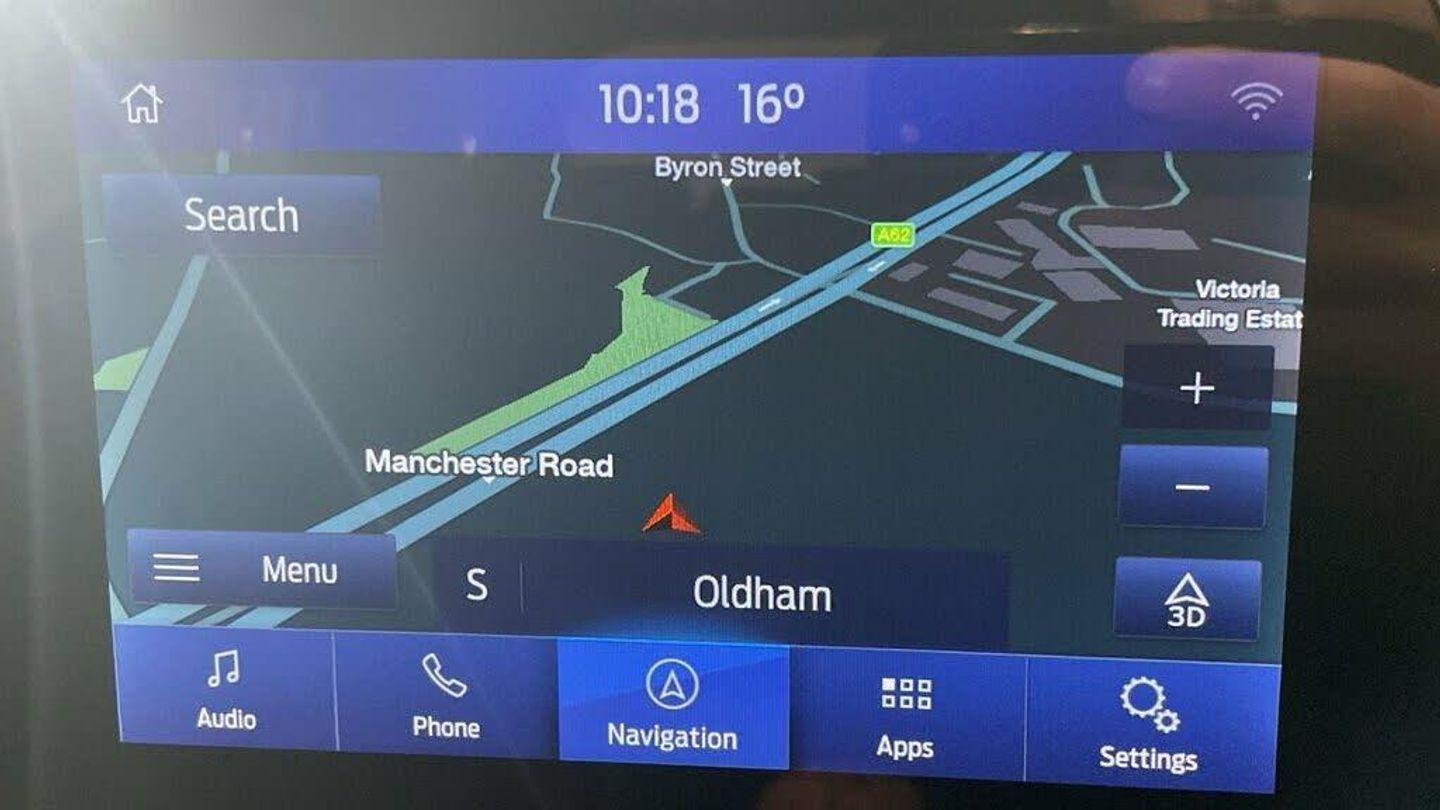 10:18 16º
Byron Street
Search
A62
Victoria
Trading Estat
+
Manchester Road
−
Menu
S Oldham
3D
Audio
Phone
Navigation
Apps
Settings